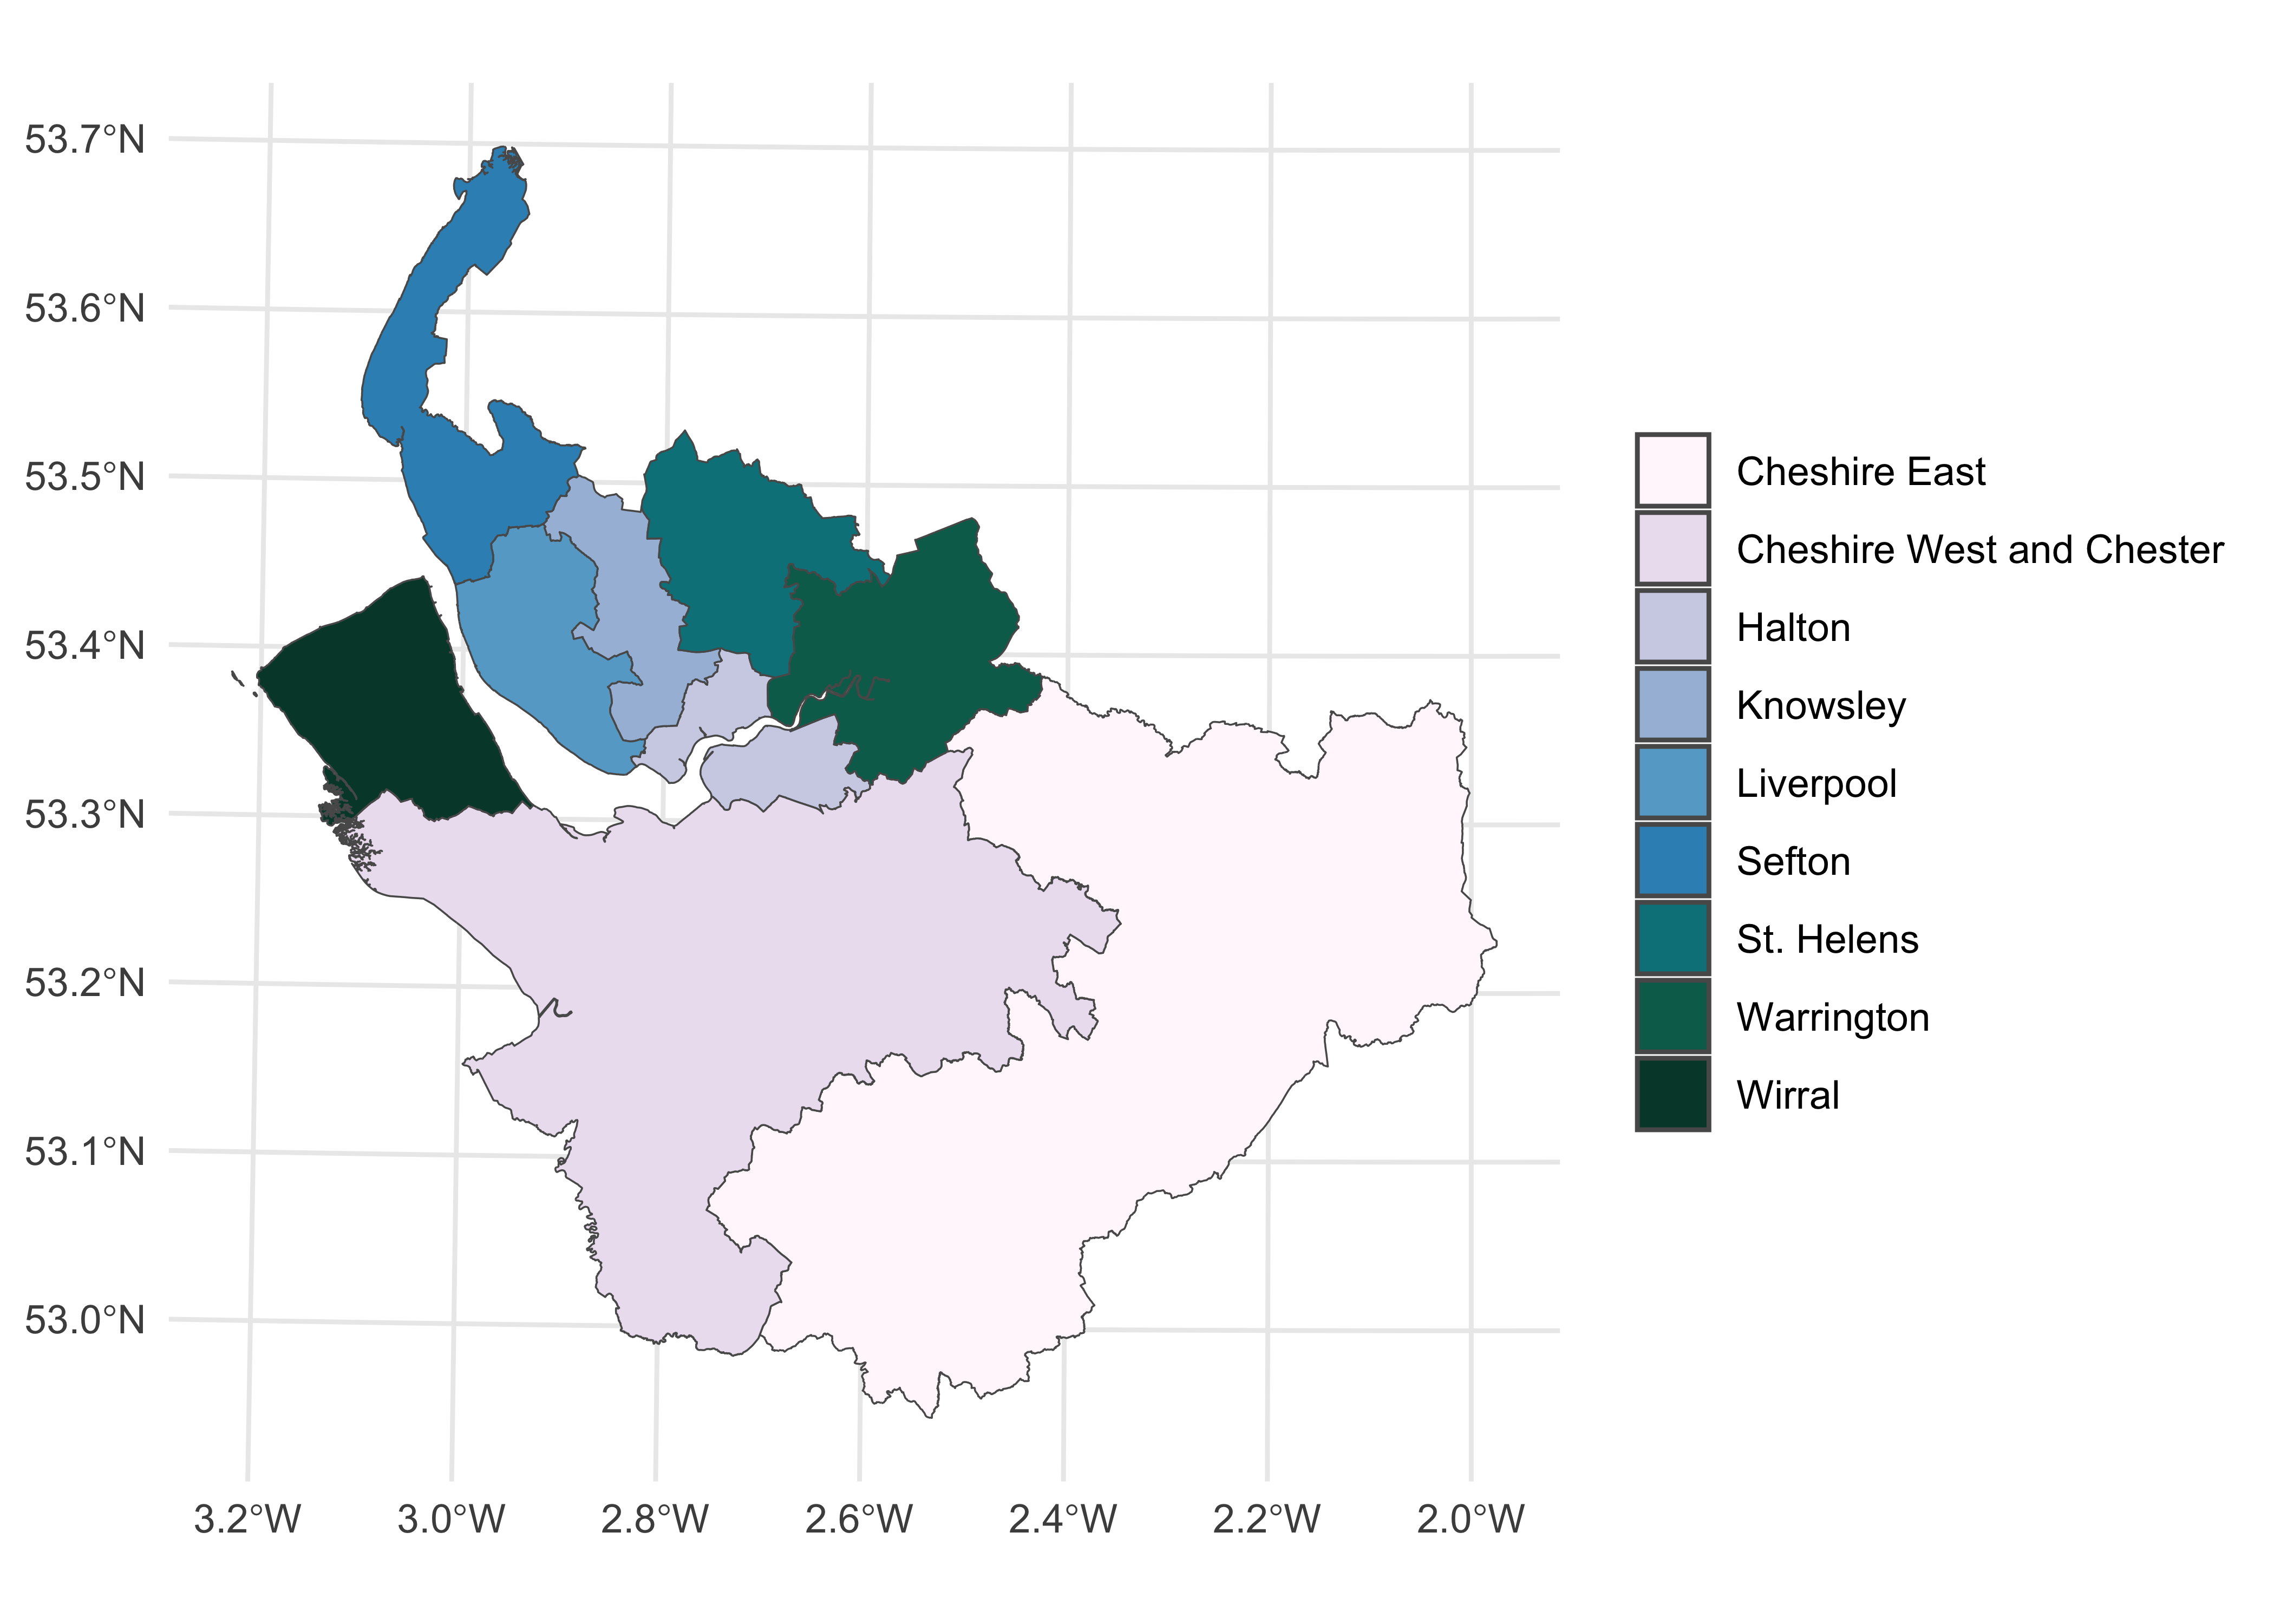 53.7°N
53.6°N
53.5°N
53.4°N
53.3°N
53.2°N
53.1°N
53.0°N
3.2°W
3.0°W
2.8°W
2.6°W
2.4°W
2.2°W
2.0°W
Cheshire East
Cheshire West and Chester
Halton
Knowsley
Liverpool
Sefton
St. Helens
Warrington
Wirral